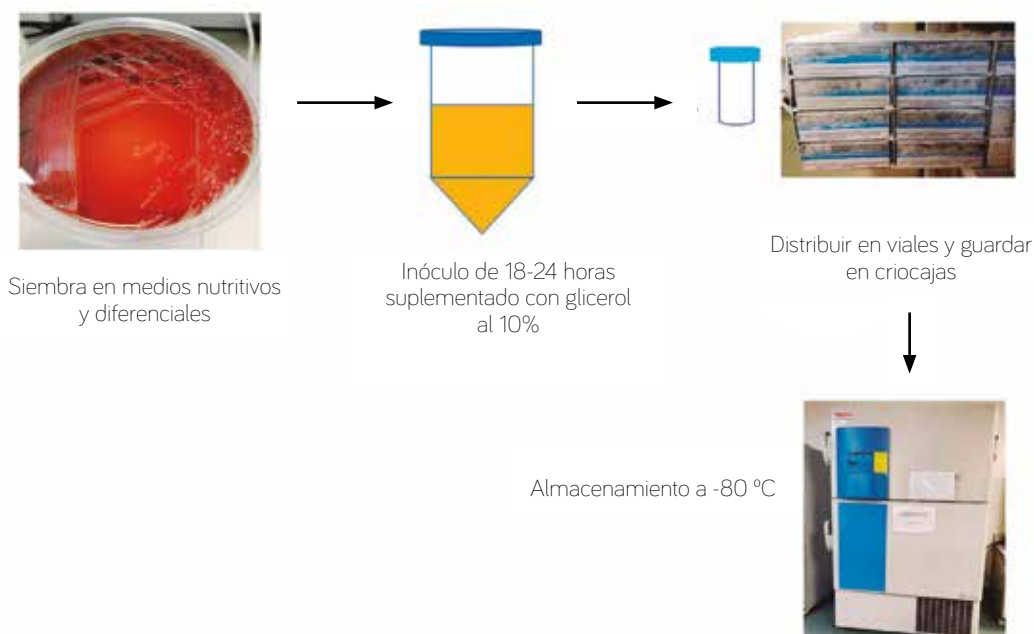 Siembra en medios nutritivos
y diferenciales
Inóculo de 18-24 horas
suplementado con glicerol
al 10%
Distribuir en viales y guardar
en criocajas
Almacenamiento a -80 ºC